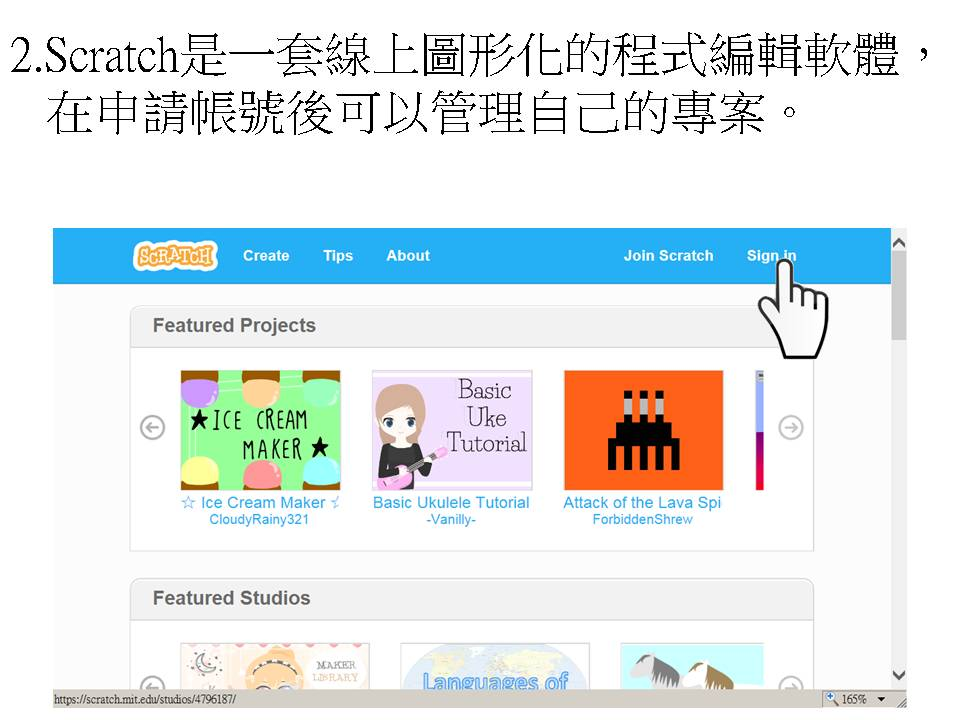 2.Scratch是一套線上圖形化的程式編輯軟體，
在申請帳號後可以管理自己的專案。
SCRATCH Create Tips About Join Scratch Sign in
Featured Projects
★ICE CREAM
MAKER★
Basic
Uke
Tutorial
☆ Ice Cream Maker ☆
CloudyRainy321
Basic Ukulele Tutorial
-Vanilly-
Attack of the Lava Spi
ForbiddenShrew
Featured Studios
MAKER
LIBRARY
Languages of
https://scratch.mit.edu/studios/4796187/
165%